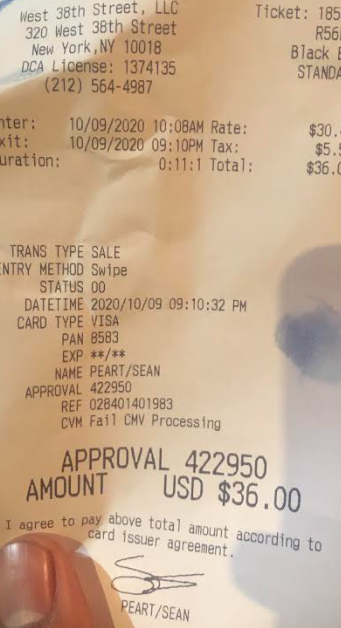 West 38th Street, LLC
320 West 38th Street
New York,NY 10018
DCA License: 1374135
(212) 564-4987
Ticket: 185
R56
Black
STANDA
nter: 10/09/2020 10:08AM Rate: $30.
xit: 10/09/2020 09:10PM Tax: $5.
uration: 0:11:1 Total: $36.0
TRANS TYPE SALE
ENTRY METHOD Swipe
STATUS 00
DATETIME 2020/10/09 09:10:32 PM
CARD TYPE VISA
PAN 8583
EXP **/**
NAME PEART/SEAN
APPROVAL 422950
REF 028401401983
CVM Fail CMV Processing
APPROVAL 422950
AMOUNT USD $36.00
I agree to pay above total amount according to
card issuer agreement.
PEART/SEAN